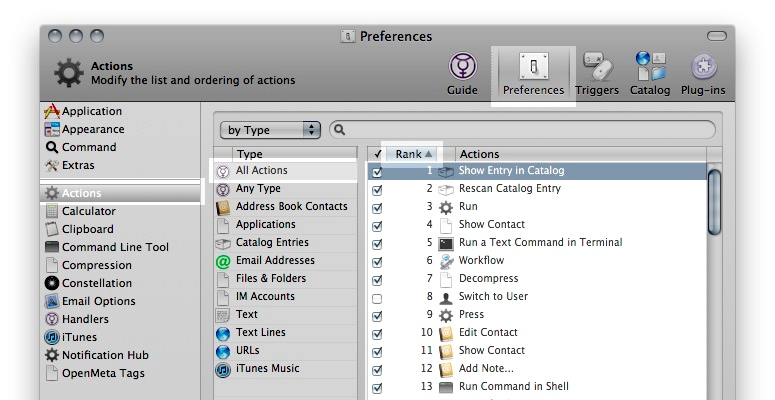 Preferences
Actions
Modify the list and ordering of actions
Guide
Preferences
Triggers
Catalog
Plug-ins
Application
Appearance
Command
Extras
Actions
Calculator
Clipboard
Command Line Tool
Compression
Constellation
Email Options
Handlers
iTunes
Notification Hub
OpenMeta Tags
by Type
Type
All Actions
Any Type
Address Book Contacts
Applications
Catalog Entries
Email Addresses
Files & Folders
IM Accounts
Text
Text Lines
URLs
iTunes Music
✓ Rank ▲ Actions
1 Show Entry in Catalog
2 Rescan Catalog Entry
3 Run
4 Show Contact
5 Run a Text Command in Terminal
6 Workflow
7 Decompress
8 Switch to User
9 Press
10 Edit Contact
11 Show Contact
12 Add Note...
13 Run Command in Shell